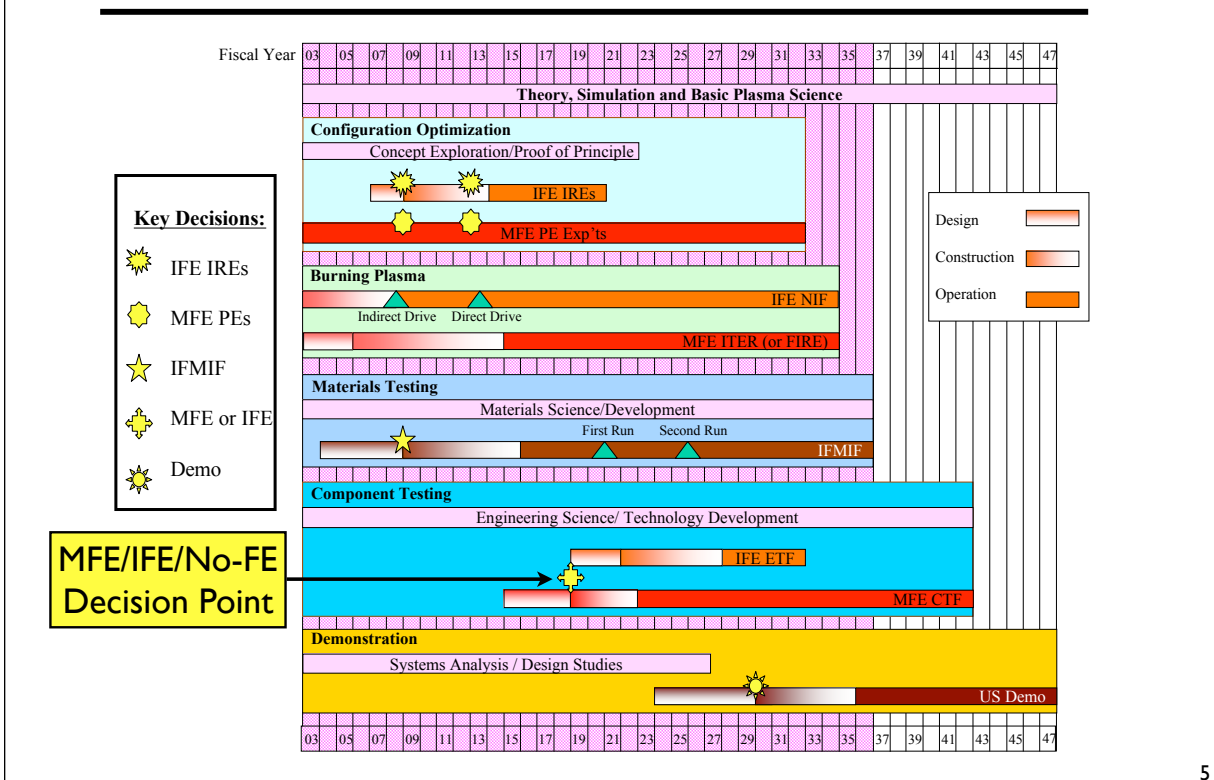 Fiscal Year 03 05 07 09 11 13 15 17 19 21 23 25 27 29 31 33 35 37 39 41 43 45 47
Theory, Simulation and Basic Plasma Science
Configuration Optimization
Concept Exploration/Proof of Principle
IFE IREs
MFE PE Exp'ts
Key Decisions:
IFE IREs
MFE PEs
IFMIF
MFE or IFE
Demo
Design
Construction
Operation
Burning Plasma
IFE NIF
Indirect Drive Direct Drive
MFE ITER (or FIRE)
Materials Testing
Materials Science/Development
First Run Second Run
IFMIF
Component Testing
Engineering Science/ Technology Development
IFE ETF
MFE CTF
MFE/IFE/No-FE
Decision Point
Demonstration
Systems Analysis / Design Studies
US Demo
03 05 07 09 11 13 15 17 19 21 23 25 27 29 31 33 35 37 39 41 43 45 47
5